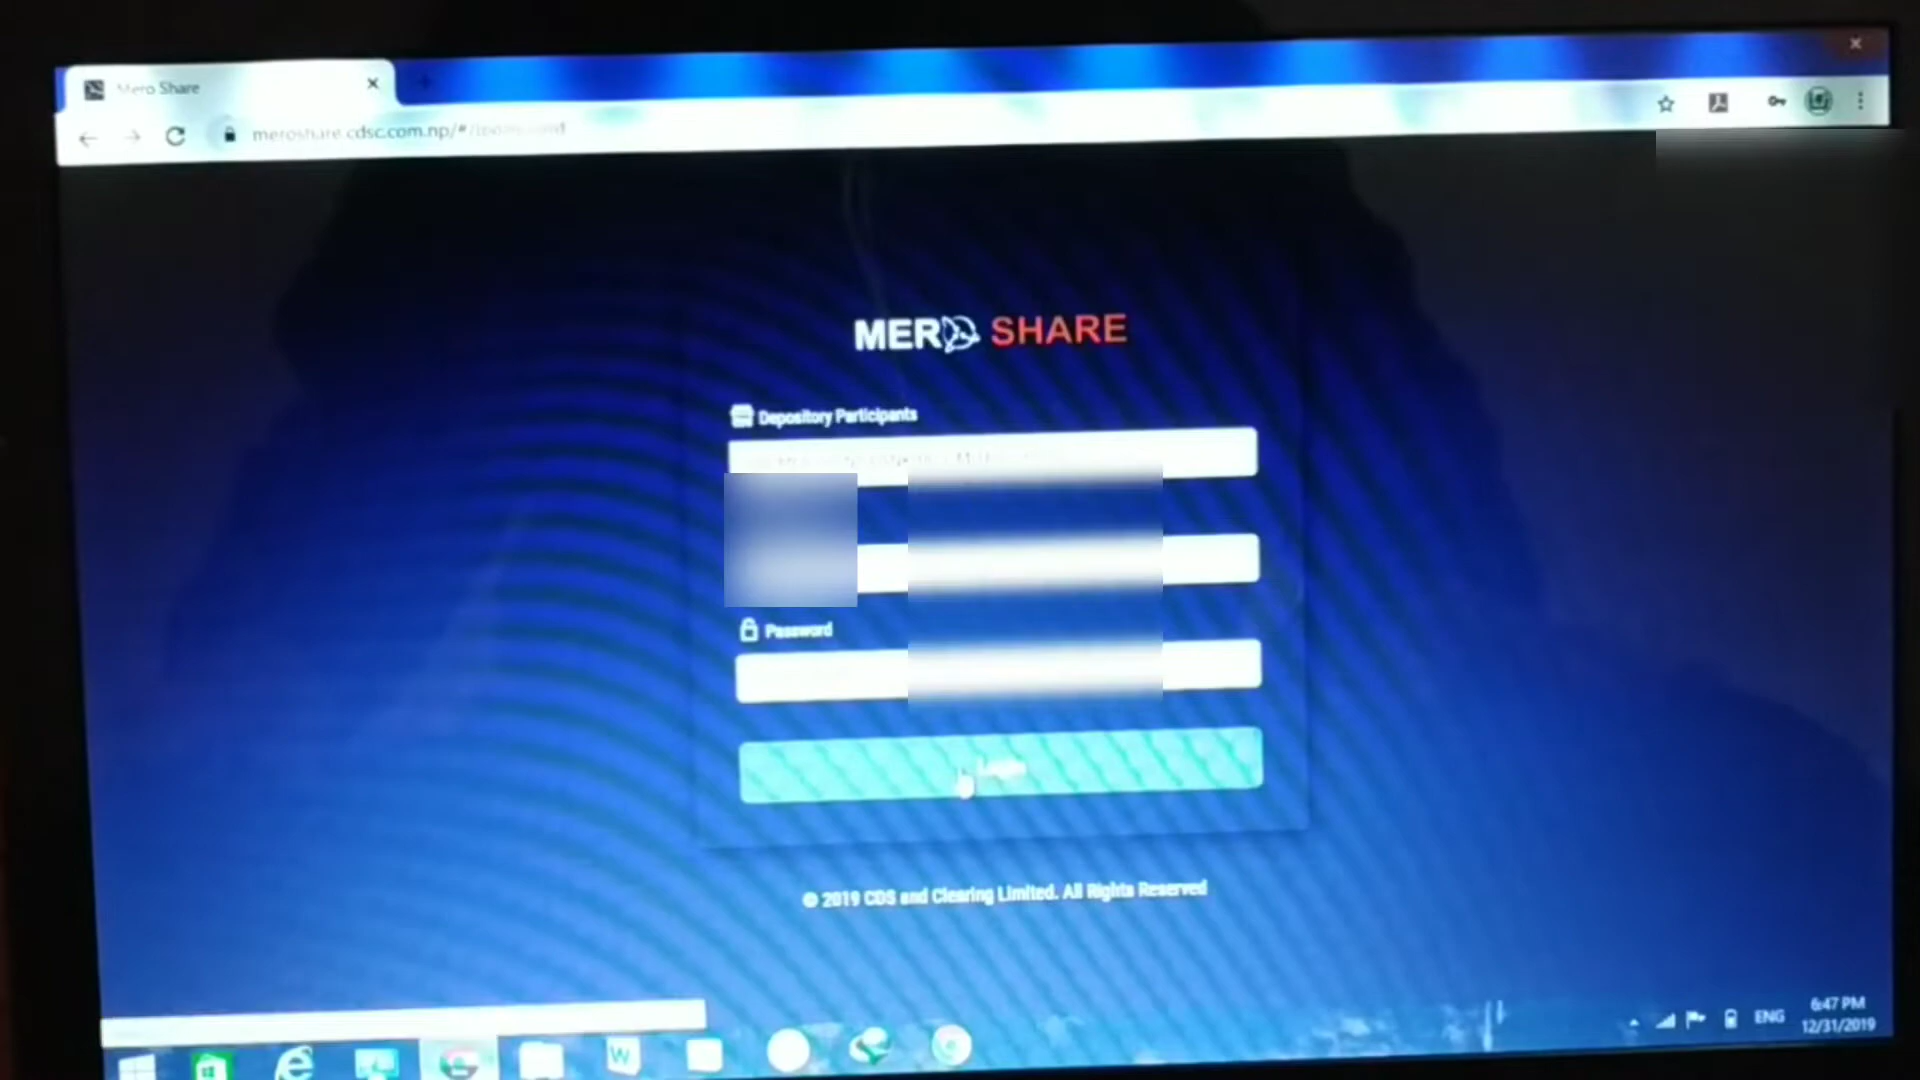 Mero Share
meroshare.cdsc.com.np/#/
MERO SHARE
Depository Participants
Password
Login
© 2019 CDS and Clearing Limited. All Rights Reserved
ENG
6:47 PM
12/31/2019